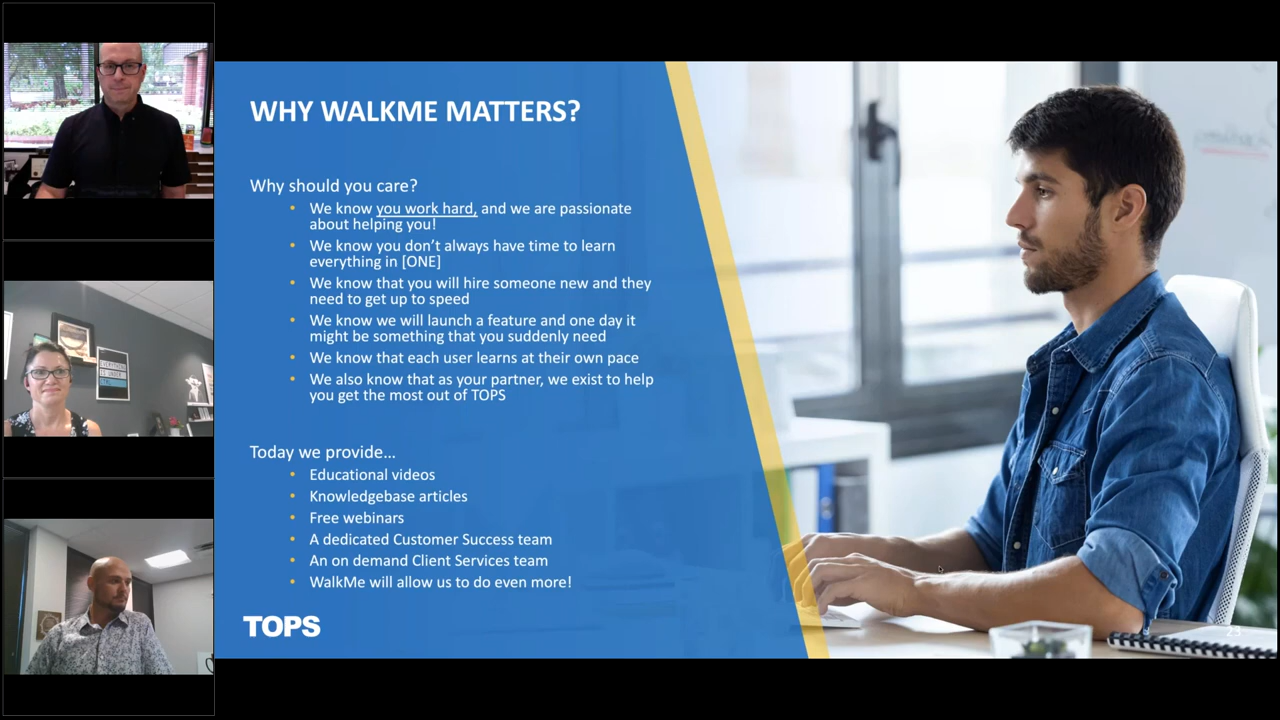 WHY WALKME MATTERS?
Why should you care?
• We know you work hard, and we are passionate
about helping you!
• We know you don’t always have time to learn
everything in [ONE]
• We know that you will hire someone new and they
need to get up to speed
• We know we will launch a feature and one day it
might be something that you suddenly need
• We know that each user learns at their own pace
• We also know that as your partner, we exist to help
you get the most out of TOPS
Today we provide…
• Educational videos
• Knowledgebase articles
• Free webinars
• A dedicated Customer Success team
• An on demand Client Services team
• WalkMe will allow us to do even more!
TOPS
23